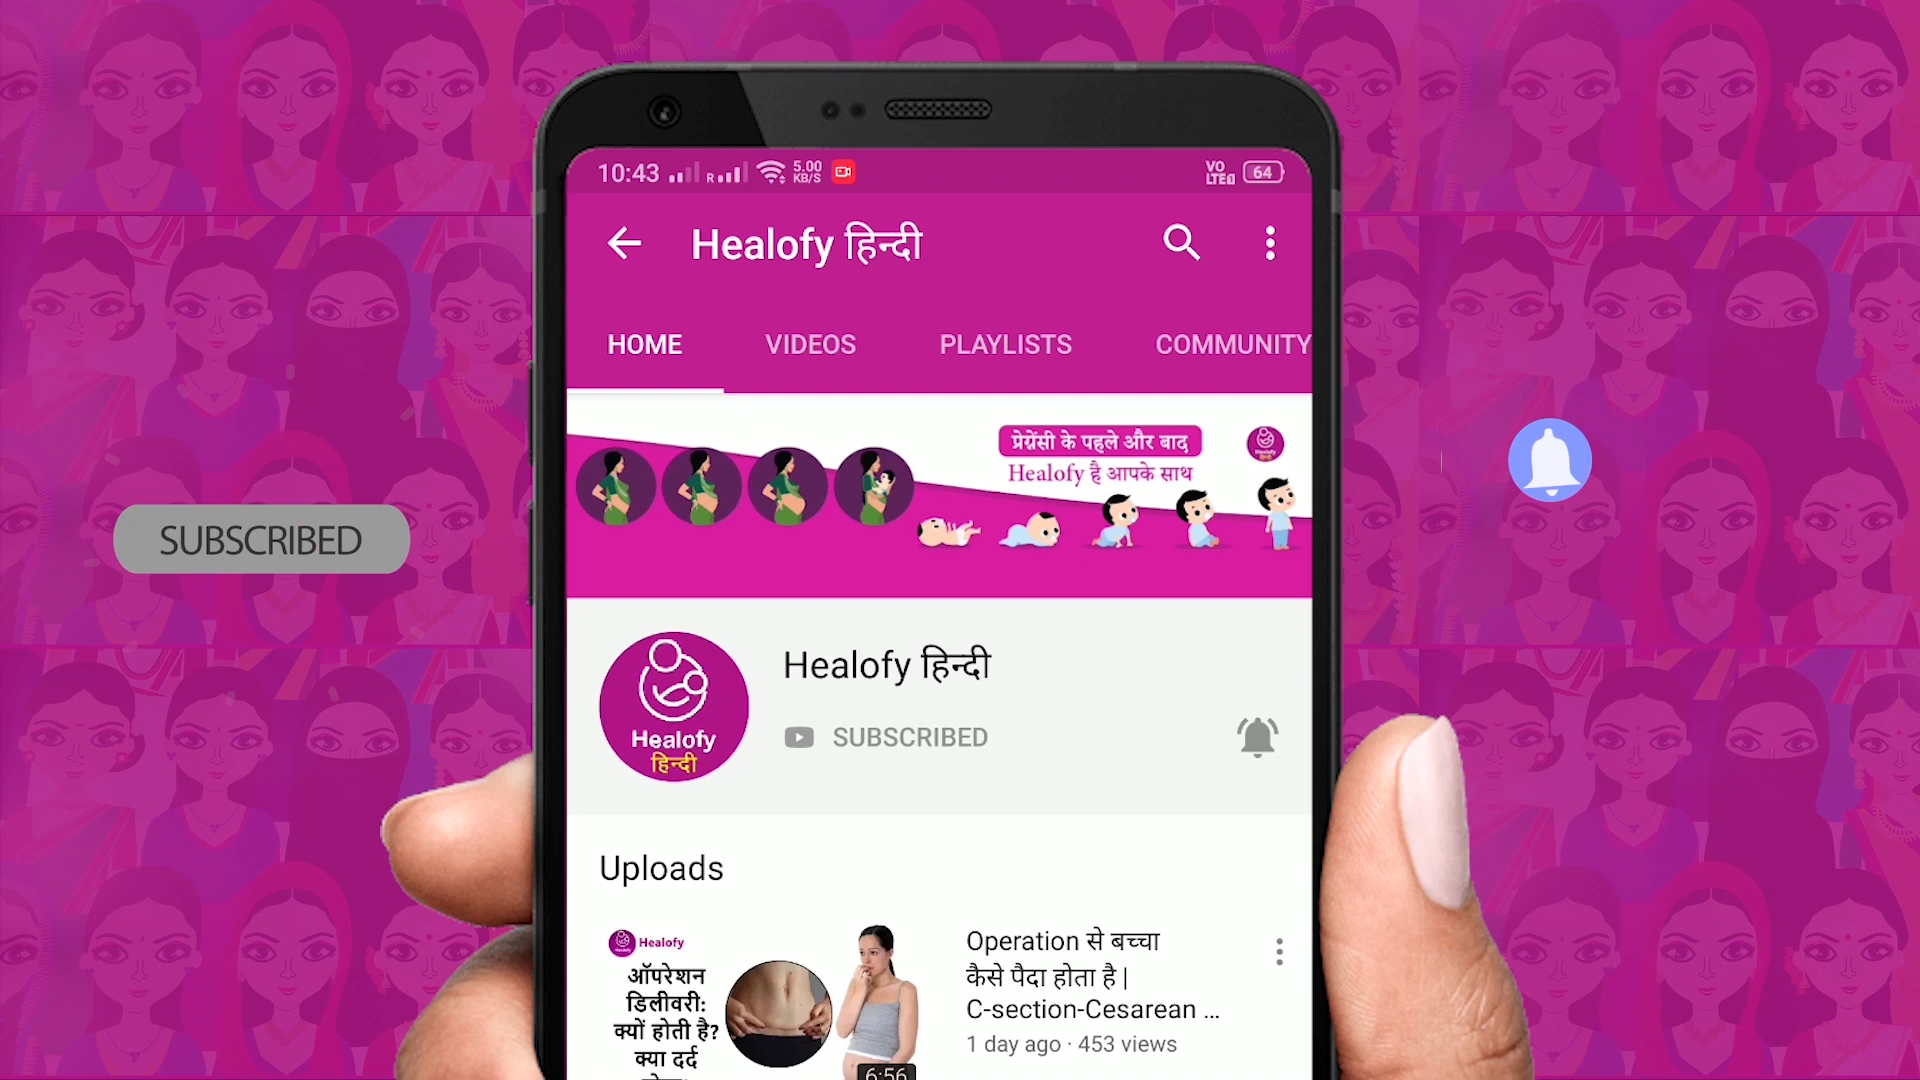 10:43
R
5.00
KB/S
VO
LTE
64
Healofy हिन्दी
HOME
VIDEOS
PLAYLISTS
COMMUNITY
प्रेग्नेंसी के पहले और बाद
Healofy है आपके साथ
SUBSCRIBED
Healofy
हिन्दी
Healofy हिन्दी
SUBSCRIBED
Uploads
Healofy
ऑपरेशन
डिलीवरी:
क्यों होती है?
क्या दर्द
6:56
Operation से बच्चा
कैसे पैदा होता है |
C-section-Cesarean ...
1 day ago · 453 views